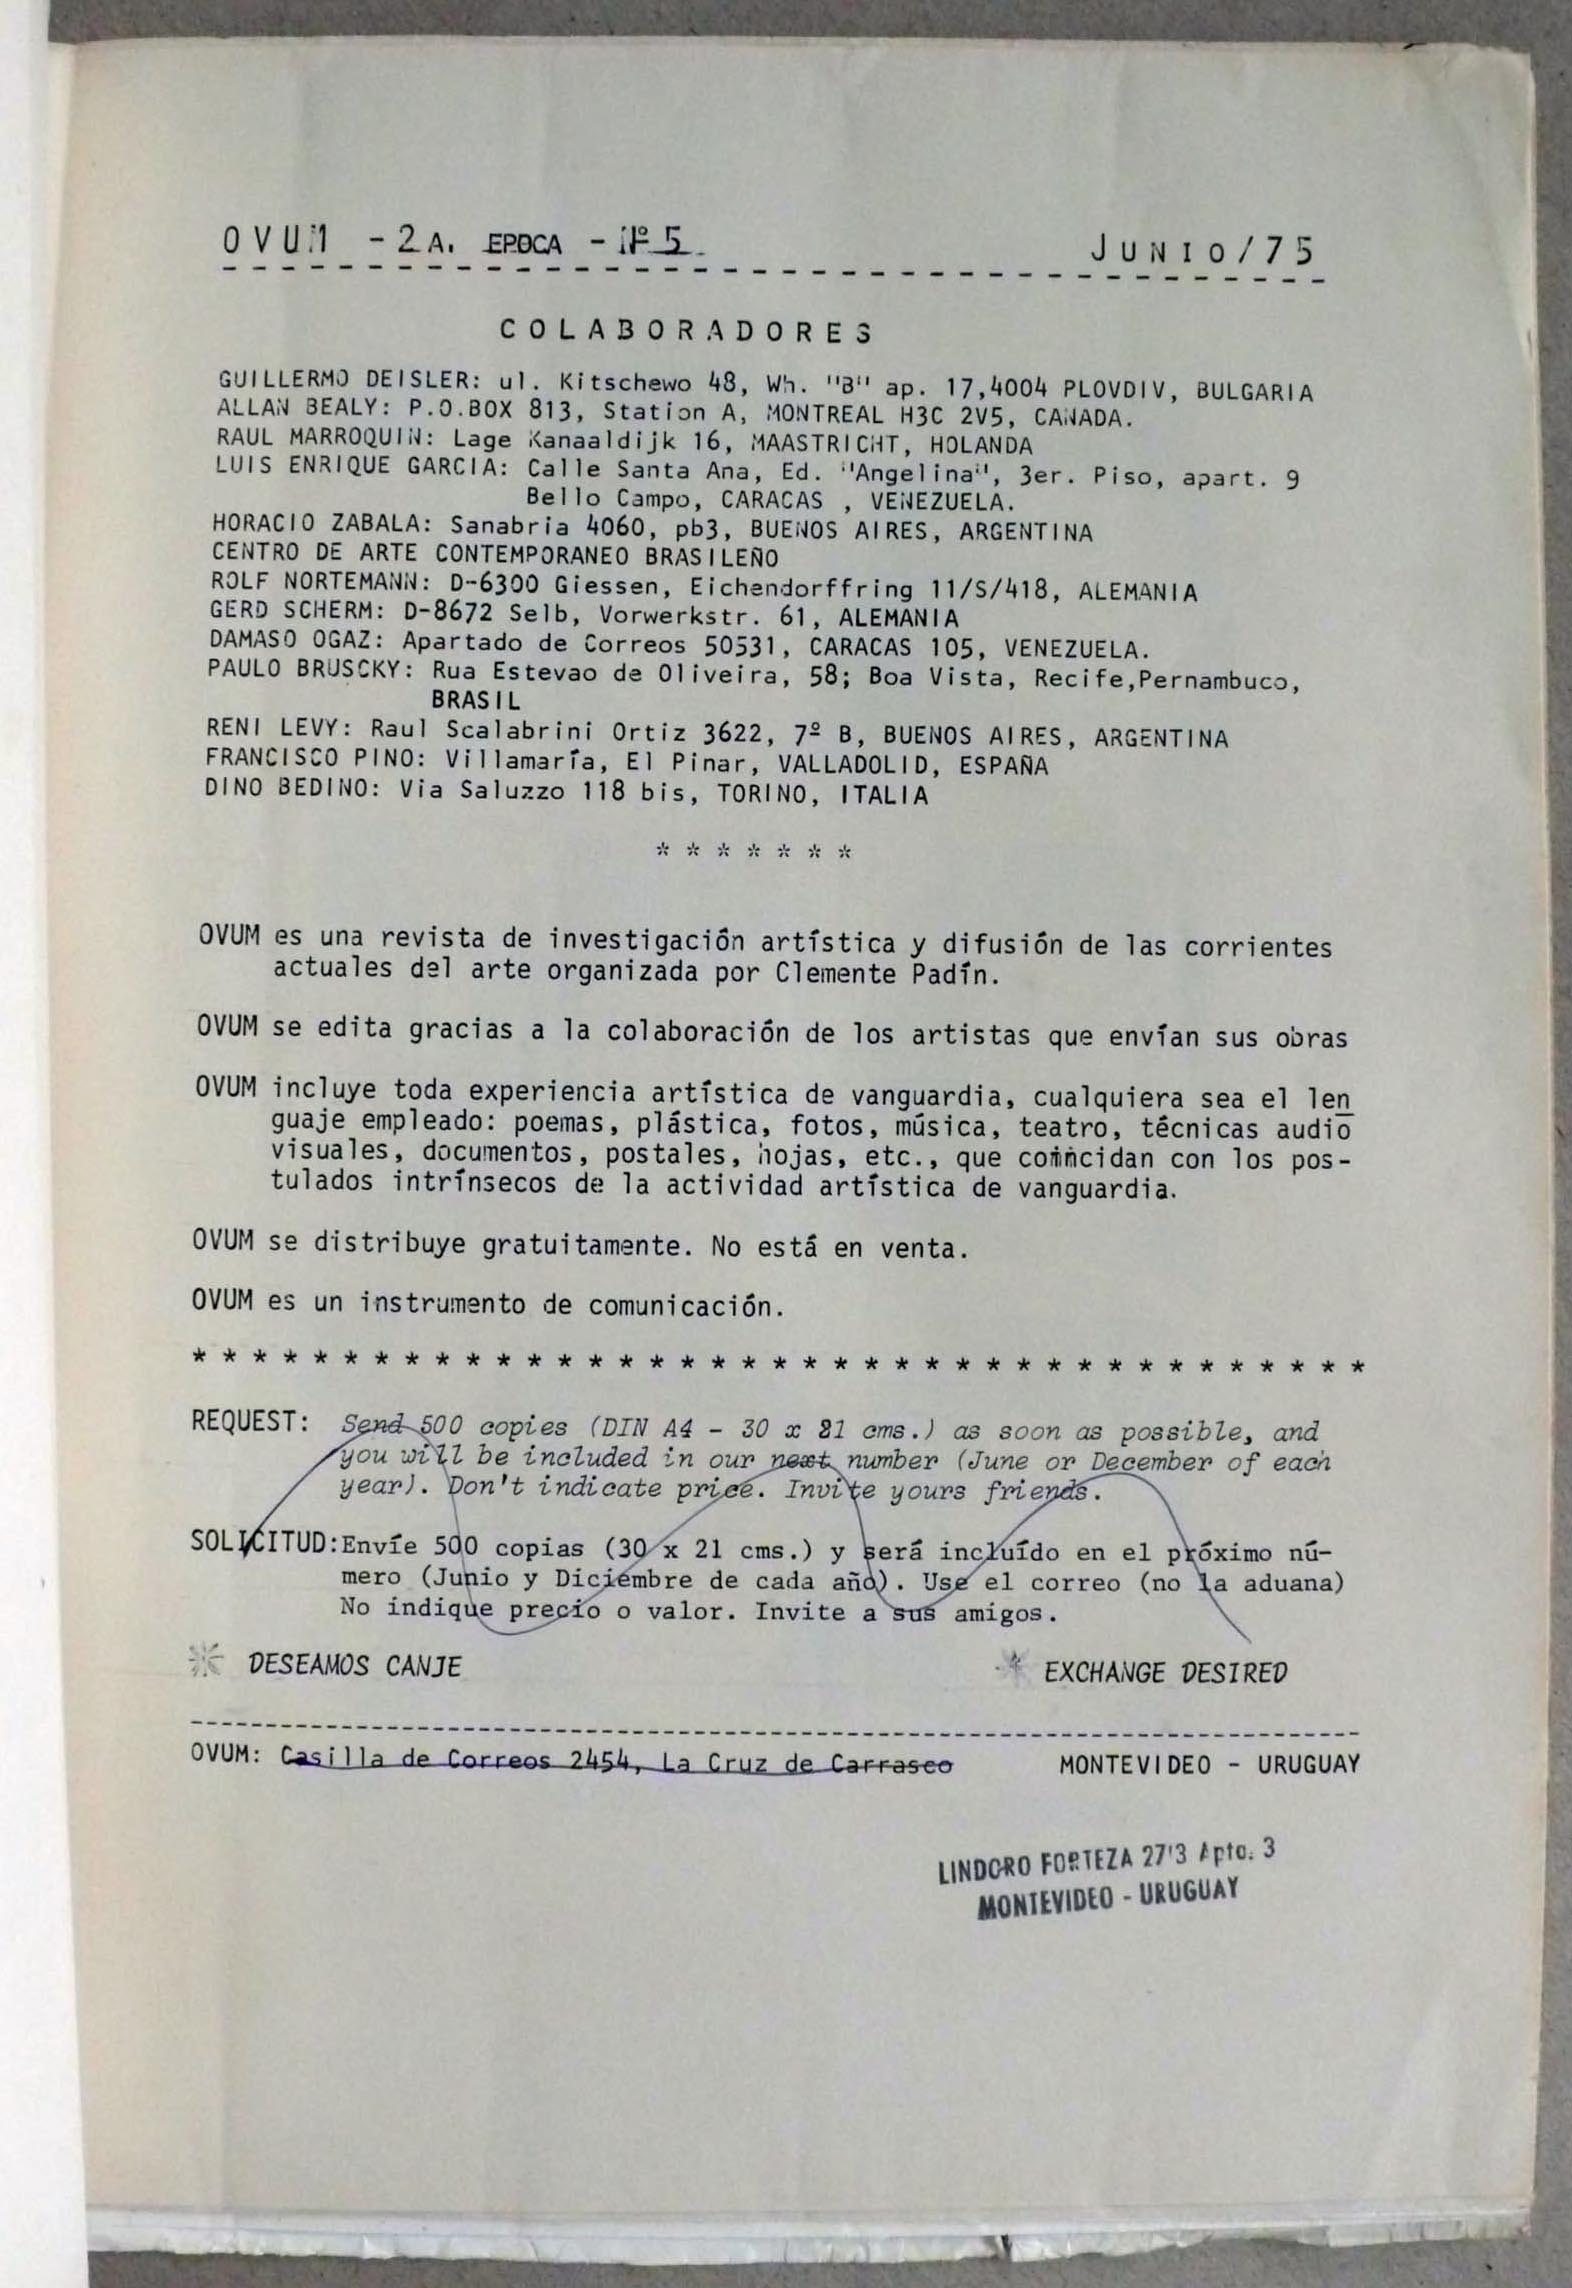 OVUM - 2A. EPOCA - Nº 5 JUNIO/75
COLABORADORES
GUILLERMO DEISLER: ul. Kitschewo 48, Wh. "B" ap. 17,4004 PLOVDIV, BULGARIA
ALLAN BEALY: P.O.BOX 813, Station A, MONTREAL H3C 2V5, CANADA.
RAUL MARROQUIN: Lage Kanaaldijk 16, MAASTRICHT, HOLANDA
LUIS ENRIQUE GARCIA: Calle Santa Ana, Ed. "Angelina", 3er. Piso, apart. 9
Bello Campo, CARACAS , VENEZUELA.
HORACIO ZABALA: Sanabria 4060, pb3, BUENOS AIRES, ARGENTINA
CENTRO DE ARTE CONTEMPORANEO BRASILEÑO
ROLF NORTEMANN: D-6300 Giessen, Eichendorffring 11/S/418, ALEMANIA
GERD SCHERM: D-8672 Selb, Vorwerkstr. 61, ALEMANIA
DAMASO OGAZ: Apartado de Correos 50531, CARACAS 105, VENEZUELA.
PAULO BRUSCKY: Rua Estevao de Oliveira, 58; Boa Vista, Recife,Pernambuco,
BRASIL
RENI LEVY: Raul Scalabrini Ortiz 3622, 7º B, BUENOS AIRES, ARGENTINA
FRANCISCO PINO: Villamaría, El Pinar, VALLADOLID, ESPAÑA
DINO BEDINO: Via Saluzzo 118 bis, TORINO, ITALIA
* * * * * * *
OVUM es una revista de investigación artística y difusión de las corrientes
actuales del arte organizada por Clemente Padín.
OVUM se edita gracias a la colaboración de los artistas que envían sus obras
OVUM incluye toda experiencia artística de vanguardia, cualquiera sea el len
guaje empleado: poemas, plástica, fotos, música, teatro, técnicas audio
visuales, documentos, postales, hojas, etc., que coincidan con los pos-
tulados intrínsecos de la actividad artística de vanguardia.
OVUM se distribuye gratuitamente. No está en venta.
OVUM es un instrumento de comunicación.
* * * * * * * * * * * * * * * * * * * * * * * * * * * * * * * * * * * * * * *
REQUEST: Send 500 copies (DIN A4 - 30 x 21 cms.) as soon as possible, and
you will be included in our next number (June or December of each
year). Don't indicate price. Invite yours friends.
SOLICITUD:Envíe 500 copias (30 x 21 cms.) y será incluído en el próximo nú-
mero (Junio y Diciembre de cada año). Use el correo (no la aduana)
No indique precio o valor. Invite a sus amigos.
* DESEAMOS CANJE * EXCHANGE DESIRED
OVUM: Casilla de Correos 2454, La Cruz de Carrasco MONTEVIDEO - URUGUAY
LINDORO FORTEZA 2713 Apto. 3
MONTEVIDEO - URUGUAY